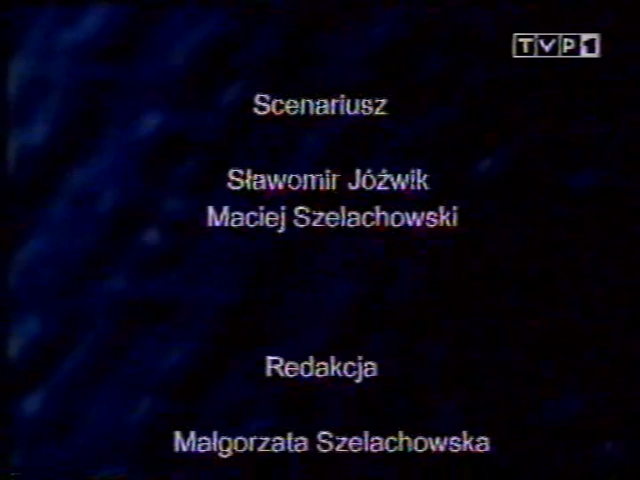 TVP1
Scenariusz
Sławomir Jóźwik
Maciej Szelachowski
Redakcja
Małgorzata Szelachowska